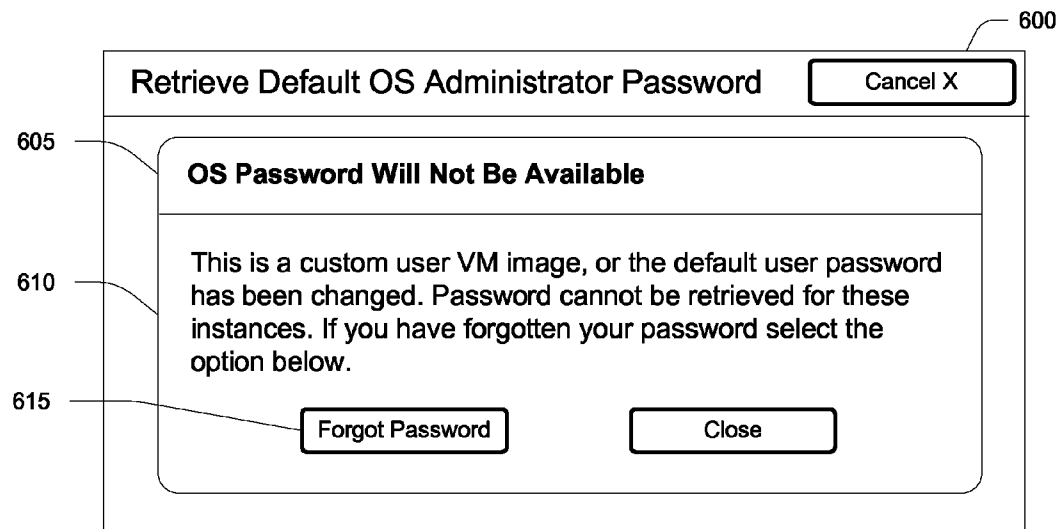 600
Retrieve Default OS Administrator Password
Cancel X
605
OS Password Will Not Be Available
610
This is a custom user VM image, or the default user password
has been changed. Password cannot be retrieved for these
instances. If you have forgotten your password select the
option below.
615
Forgot Password
Close